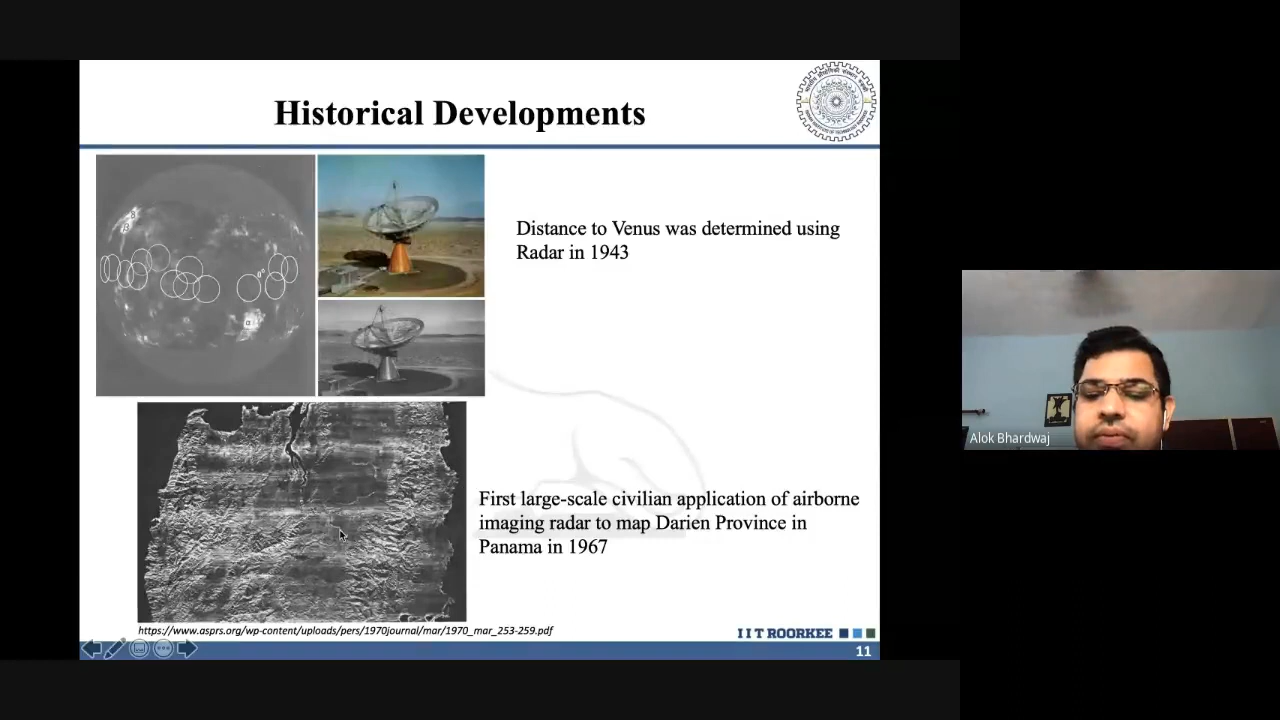 Historical Developments
Distance to Venus was determined using
Radar in 1943
δ
β
α
First large-scale civilian application of airborne
imaging radar to map Darien Province in
Panama in 1967
https://www.asprs.org/wp-content/uploads/pers/1970journal/mar/1970_mar_253-259.pdf
I I T ROORKEE
11
Alok Bhardwaj